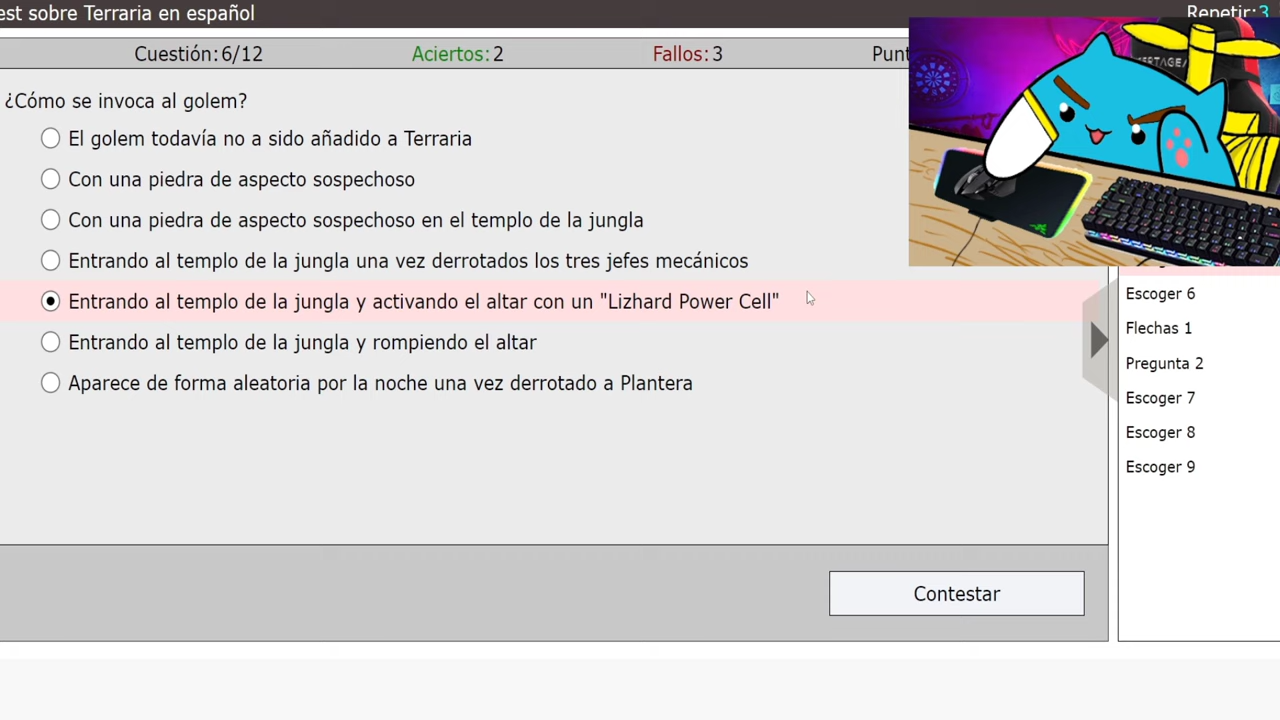 est sobre Terraria en español
Repetir:3
Cuestión:6/12
Aciertos:2
Fallos:3
Punt
¿Cómo se invoca al golem?
El golem todavía no a sido añadido a Terraria
Con una piedra de aspecto sospechoso
Con una piedra de aspecto sospechoso en el templo de la jungla
Entrando al templo de la jungla una vez derrotados los tres jefes mecánicos
Entrando al templo de la jungla y activando el altar con un "Lizhard Power Cell"
Entrando al templo de la jungla y rompiendo el altar
Aparece de forma aleatoria por la noche una vez derrotado a Plantera
Escoger 6
Flechas 1
Pregunta 2
Escoger 7
Escoger 8
Escoger 9
Contestar